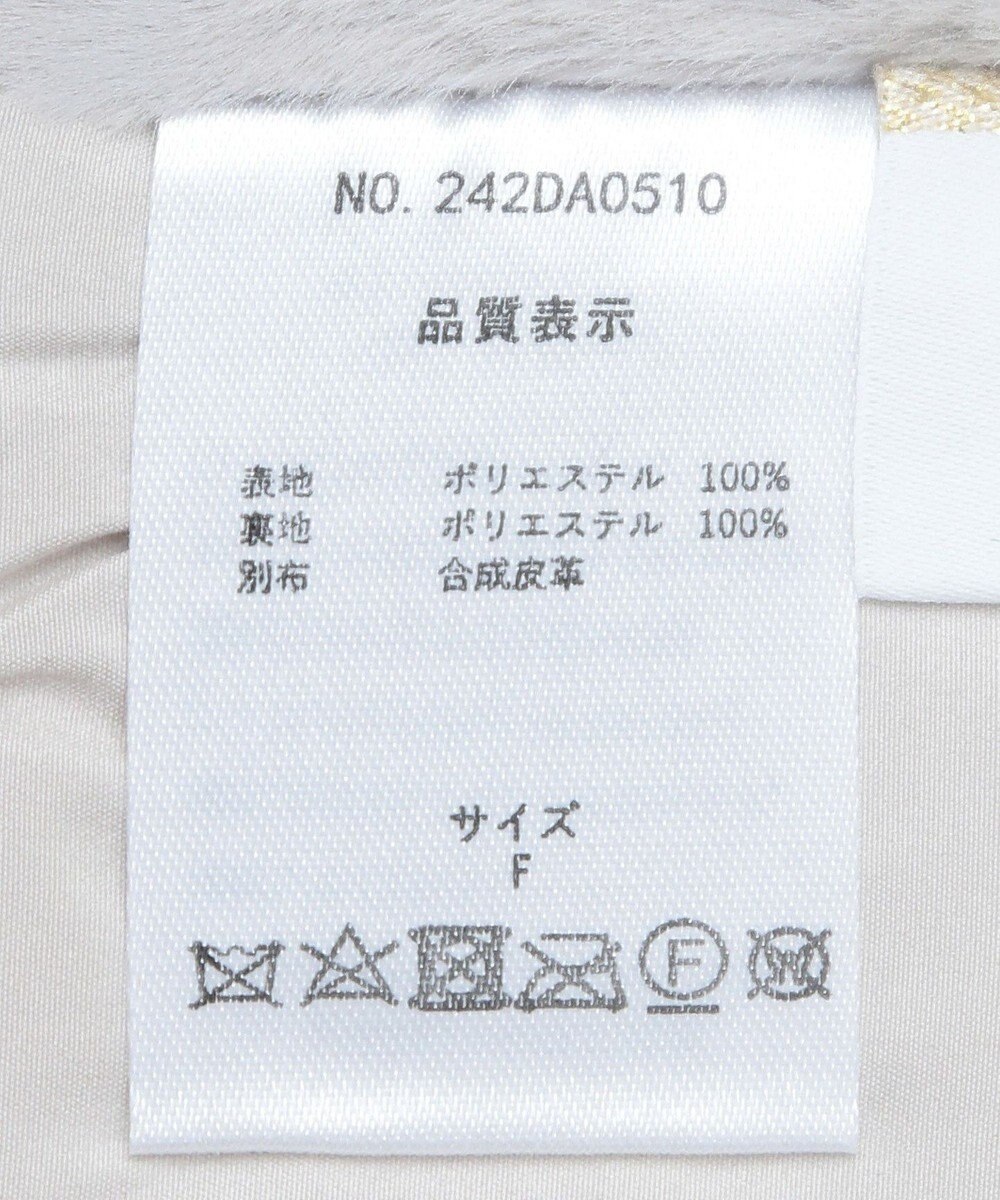 NO. 242DA0510
品質表示
表地 ポリエステル 100%
裏地 ポリエステル 100%
別布 合成皮革
サイズ
F
F W